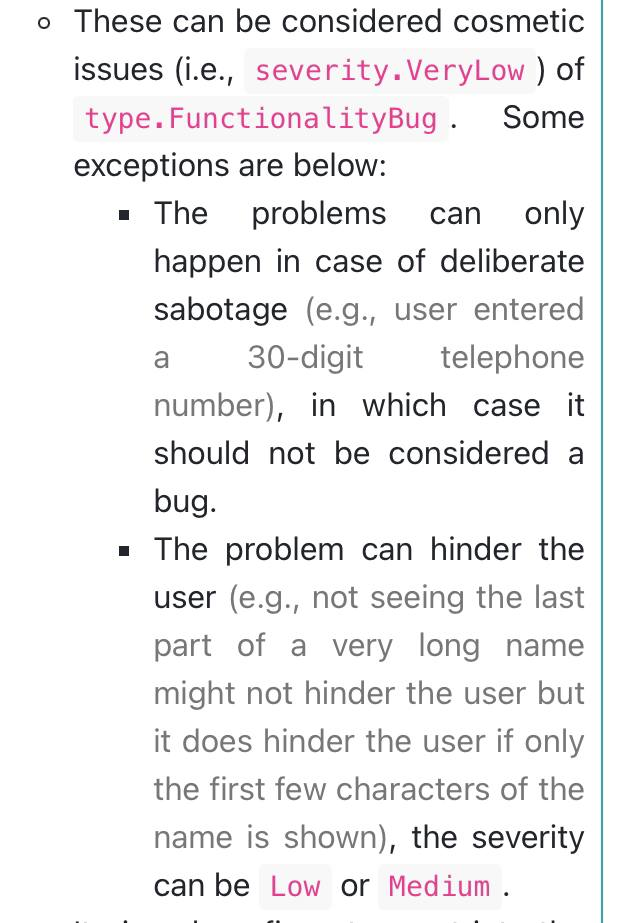 These can be considered cosmetic
issues (i.e., severity.VeryLow ) of
type.FunctionalityBug . Some
exceptions are below:
The problems can only
happen in case of deliberate
sabotage (e.g., user entered
a 30-digit telephone
number), in which case it
should not be considered a
bug.
The problem can hinder the
user (e.g., not seeing the last
part of a very long name
might not hinder the user but
it does hinder the user if only
the first few characters of the
name is shown), the severity
can be Low or Medium .